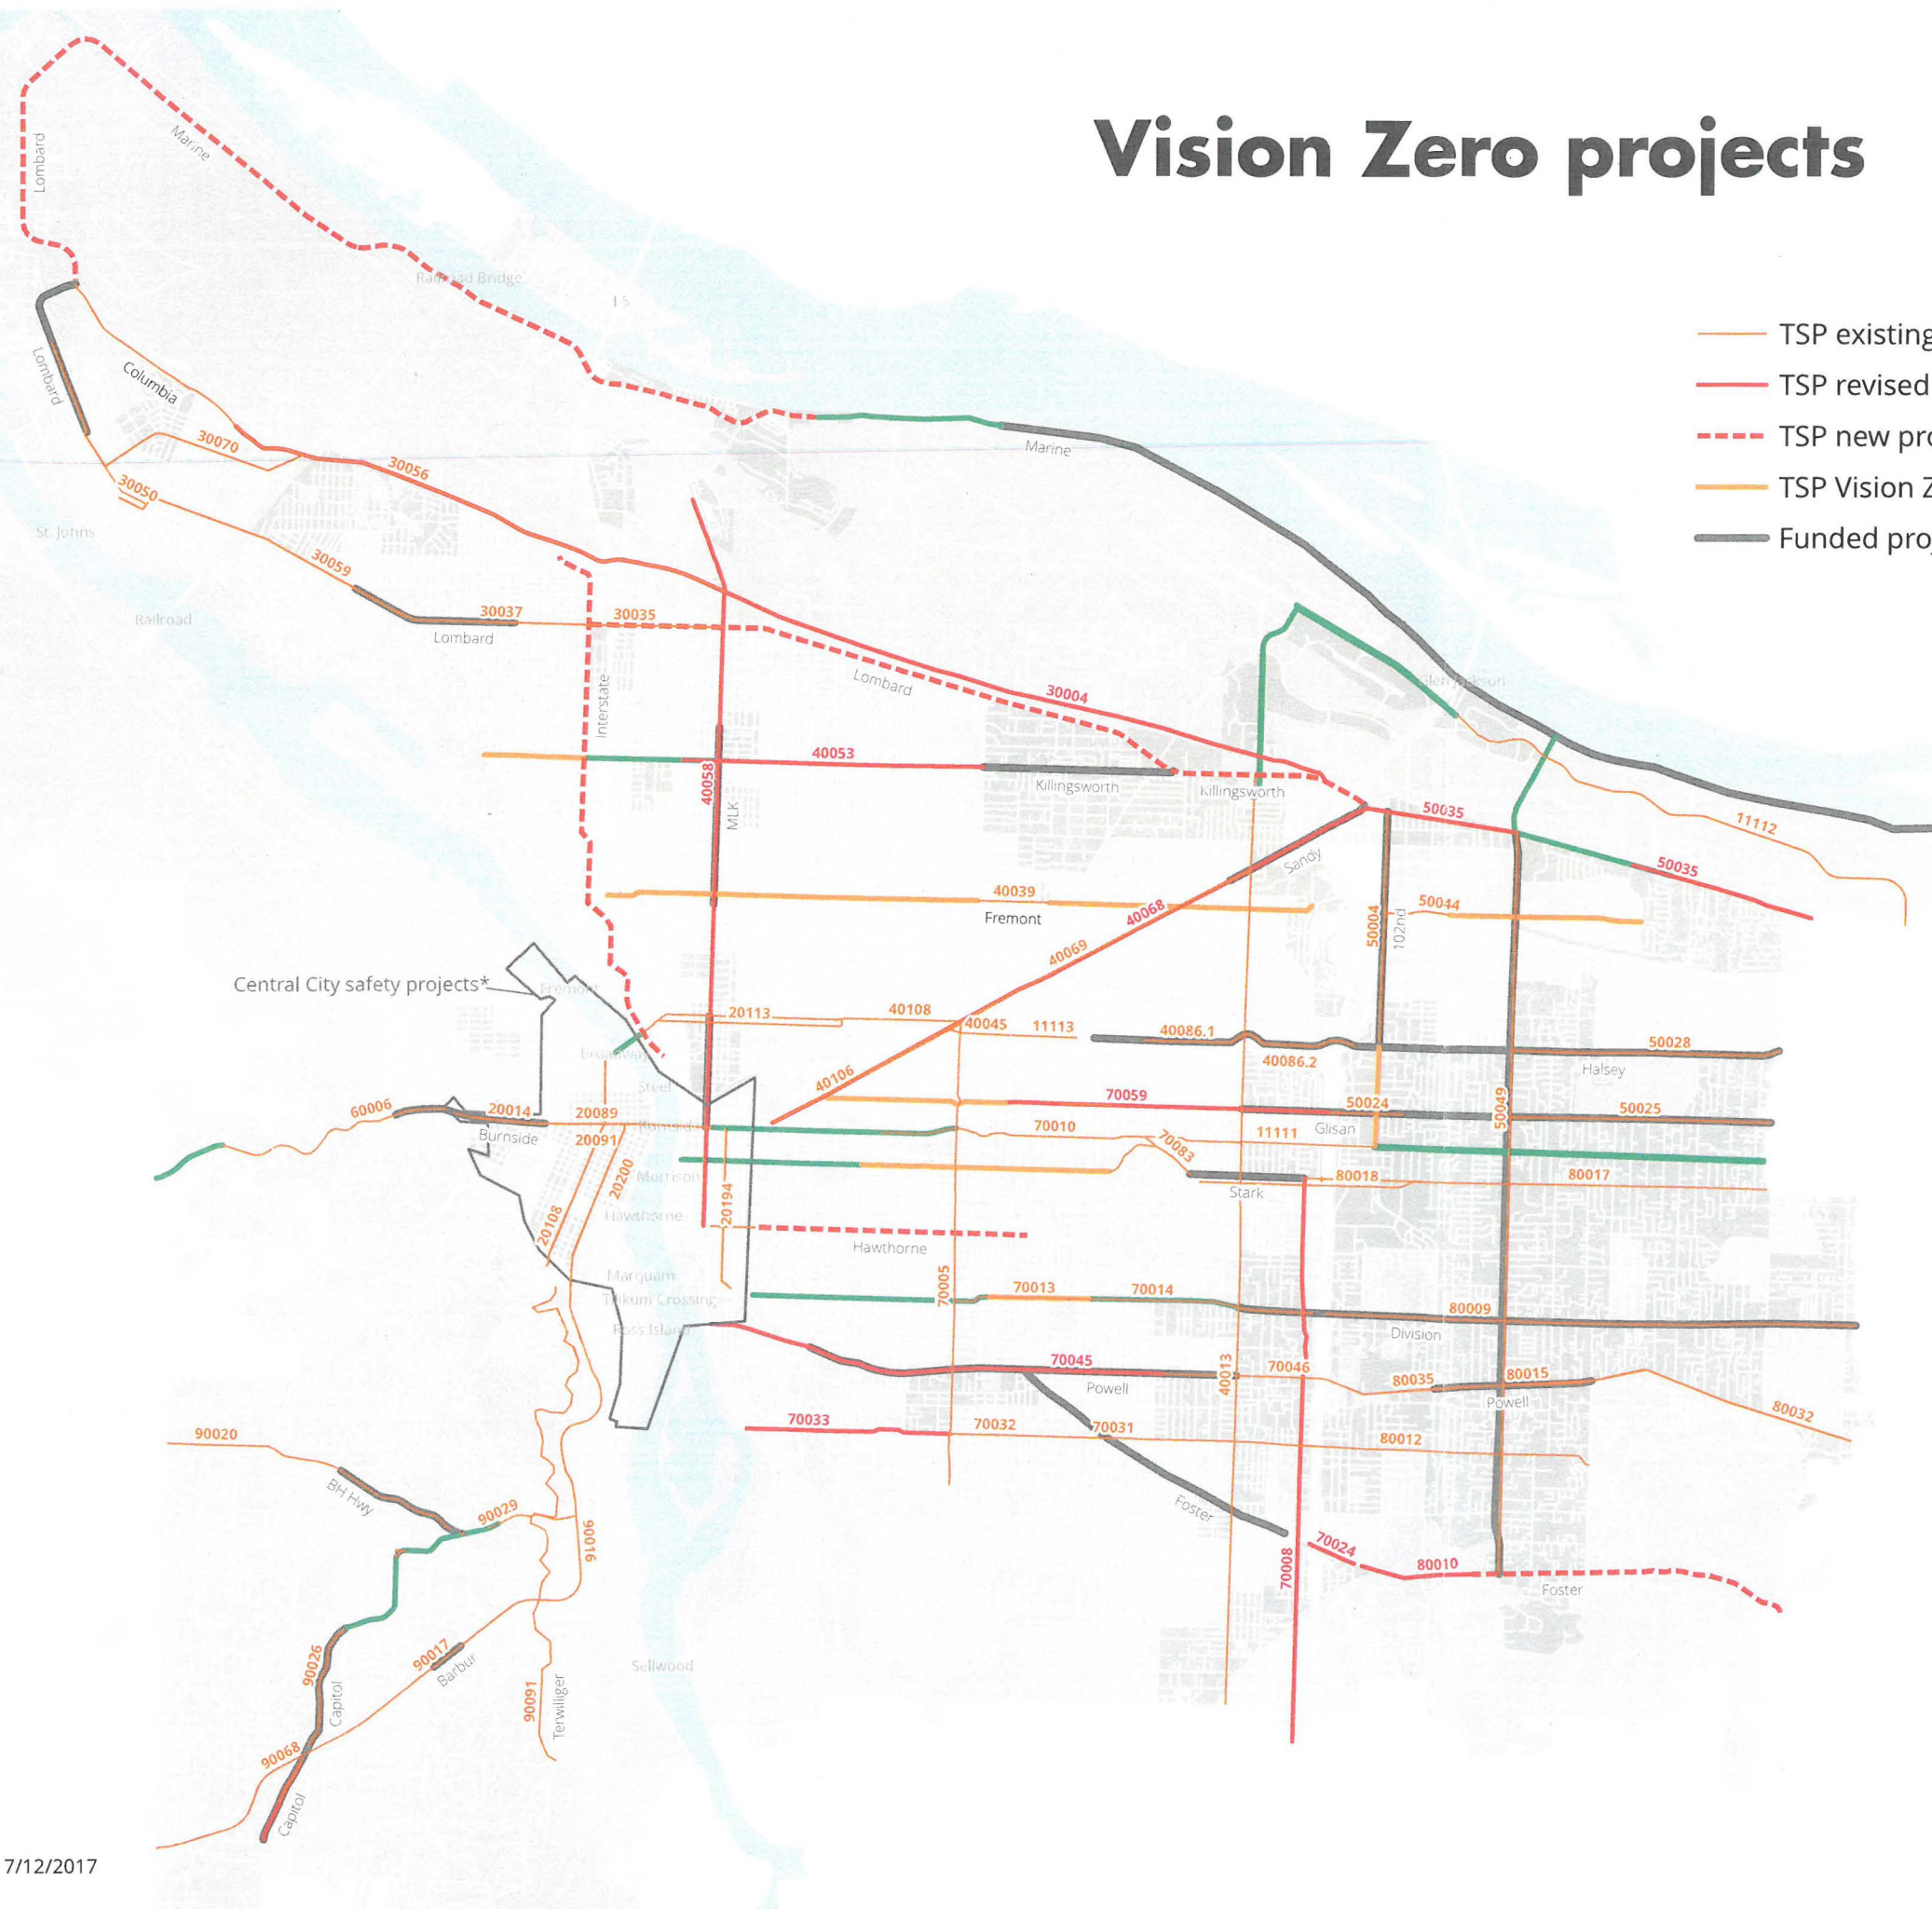 Vision Zero projects
TSP existing
TSP revised
TSP new pro
TSP Vision Z
Funded proj
Lombard
Marine
Railroad Bridge
I-5
Lombard
Columbia
30070
30056
30050
Marine
St. Johns
30059
Railroad
30037
30035
Lombard
Interstate
Lombard
30004
Glen Jackson
40053
40058
MLK
Killingsworth
Killingsworth
50035
11112
Sandy
50035
40039
Fremont
40068
50044
50004
102nd
40069
Central City safety projects*
Fremont
20113
40108
40045
11113
40086.1
40086.2
50028
Halsey
Broadway
Steel
40106
70059
50024
50049
50025
60006
20014
20089
Burnside
Burnside
20091
70010
11111
Glisan
70083
20200
Morrison
20194
Stark
80018
80017
20108
Hawthorne
Hawthorne
Marquam
Tilikum Crossing
Ross Island
70005
70013
70014
80009
Division
70045
Powell
40013
70046
80035
80015
Powell
80032
70033
70032
70031
80012
90020
BH Hwy
90029
90016
Foster
70008
70024
80010
Foster
90026
Capitol
90017
Barbur
90091
Terwilliger
Sellwood
90068
Capitol
7/12/2017